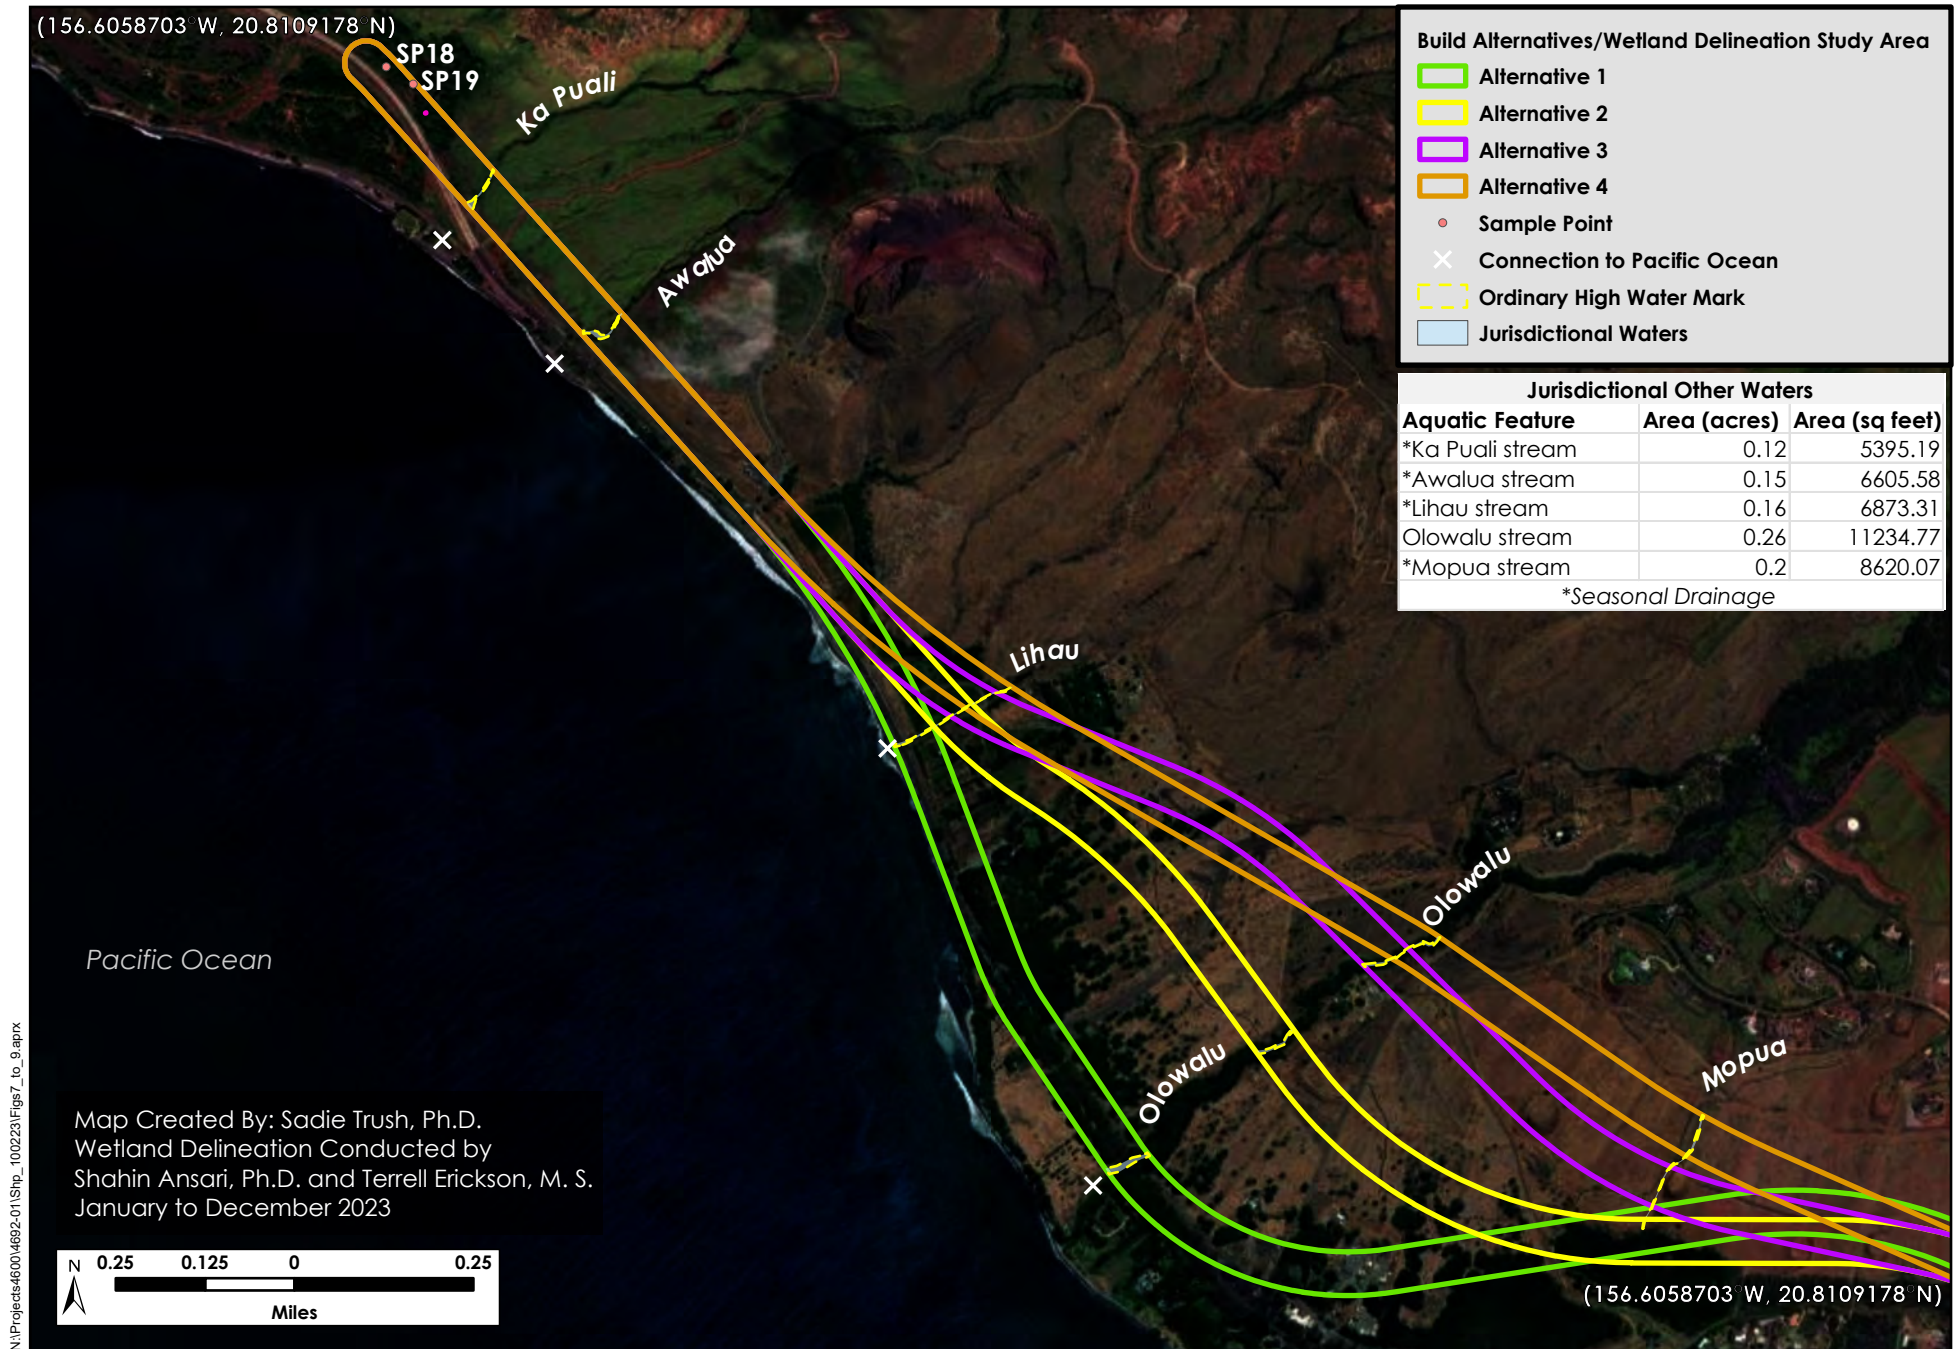 (156.6058703°W, 20.8109178°N)
SP18
SP19
Ka Puali
Awalua
Lihau
Olowalu
Olowalu
Mopua
Pacific Ocean
Build Alternatives/Wetland Delineation Study Area
Alternative 1
Alternative 2
Alternative 3
Alternative 4
Sample Point
Connection to Pacific Ocean
Ordinary High Water Mark
Jurisdictional Waters
Jurisdictional Other Waters
Aquatic Feature Area (acres) Area (sq feet)
*Ka Puali stream 0.12 5395.19
*Awalua stream 0.15 6605.58
*Lihau stream 0.16 6873.31
Olowalu stream 0.26 11234.77
*Mopua stream 0.2 8620.07
*Seasonal Drainage
Map Created By: Sadie Trush, Ph.D.
Wetland Delineation Conducted by
Shahin Ansari, Ph.D. and Terrell Erickson, M. S.
January to December 2023
N 0.25 0.125 0 0.25
Miles
(156.6058703°W, 20.8109178°N)
N:\Projects4600\4692-01\Shp_100223\Figs7_to_9.aprx